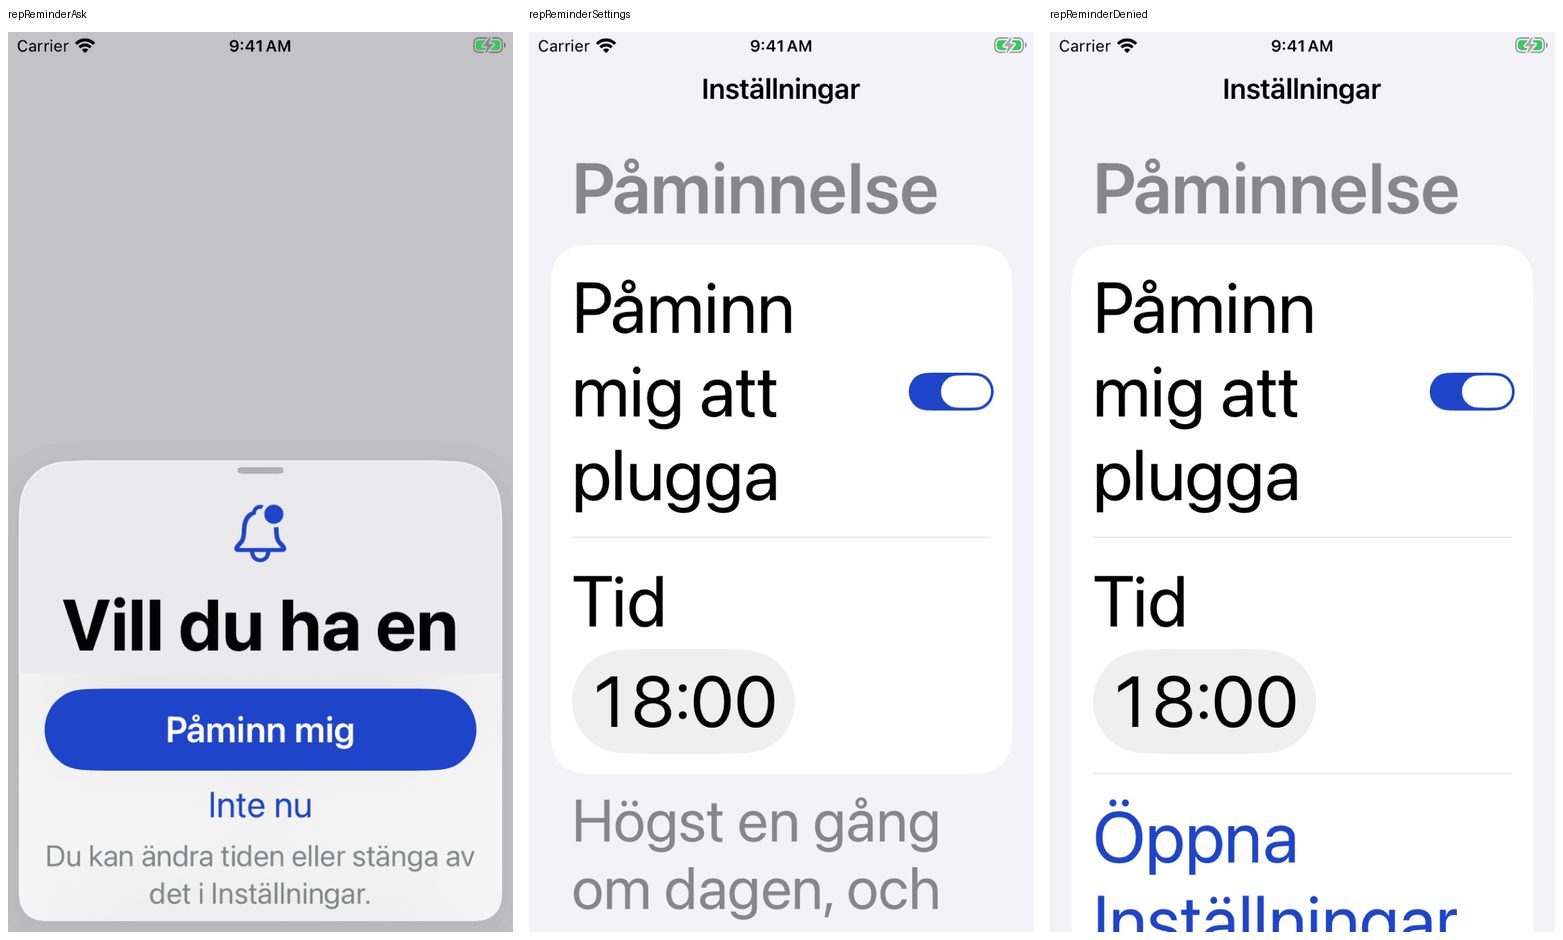 repReminderAsk
Carrier 9:41 AM
Vill du ha en
Påminn mig
Inte nu
Du kan ändra tiden eller stänga av
det i Inställningar.
repReminderSettings
Carrier 9:41 AM
Inställningar
Påminnelse
Påminn
mig att
plugga
Tid
18:00
Högst en gång
om dagen, och
repReminderDenied
Carrier 9:41 AM
Inställningar
Påminnelse
Påminn
mig att
plugga
Tid
18:00
Öppna
Inställningar